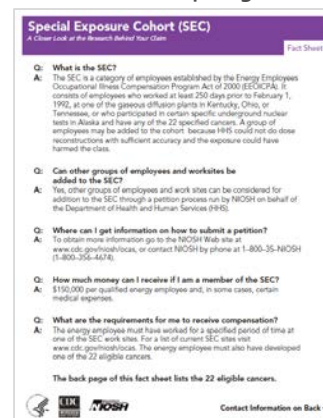 Special Exposure Cohort (SEC)
A Closer Look at the Research Behind Your Claim
Fact Sheet
Q: What is the SEC?
A: The SEC is a category of employees established by the Energy Employees
Occupational Illness Compensation Program Act of 2000 (EEOICPA). It
consists of employees who worked at least 250 days prior to February 1,
1992, at one of the gaseous diffusion plants in Kentucky, Ohio, or
Tennessee, or who participated in certain specific underground nuclear
tests in Alaska and have any of the 22 specified cancers. A group of
employees may be added to the cohort because HHS could not do dose
reconstructions with sufficient accuracy and the exposure could have
harmed the class.
Q: Can other groups of employees and worksites be
added to the SEC?
A: Yes, other groups of employees and work sites can be considered for
addition to the SEC through a petition process run by NIOSH on behalf of
the Department of Health and Human Services (HHS).
Q: Where can I get information on how to submit a petition?
A: To obtain more information go to the NIOSH Web site at
www.cdc.gov/niosh/ocas, or contact NIOSH by phone at 1-800-35-NIOSH
(1-800-356-4674).
Q: How much money can I receive if I am a member of the SEC?
A: $150,000 per qualified energy employee and, in some cases, certain
medical expenses.
Q: What are the requirements for me to receive compensation?
A: The energy employee must have worked for a specified period of time at
one of the SEC work sites. For a list of current SEC sites visit
www.cdc.gov/niosh/ocas. The energy employee must also have developed
one of the 22 eligible cancers.
The back page of this fact sheet lists the 22 eligible cancers.
CDC
NIOSH
Contact Information on Back